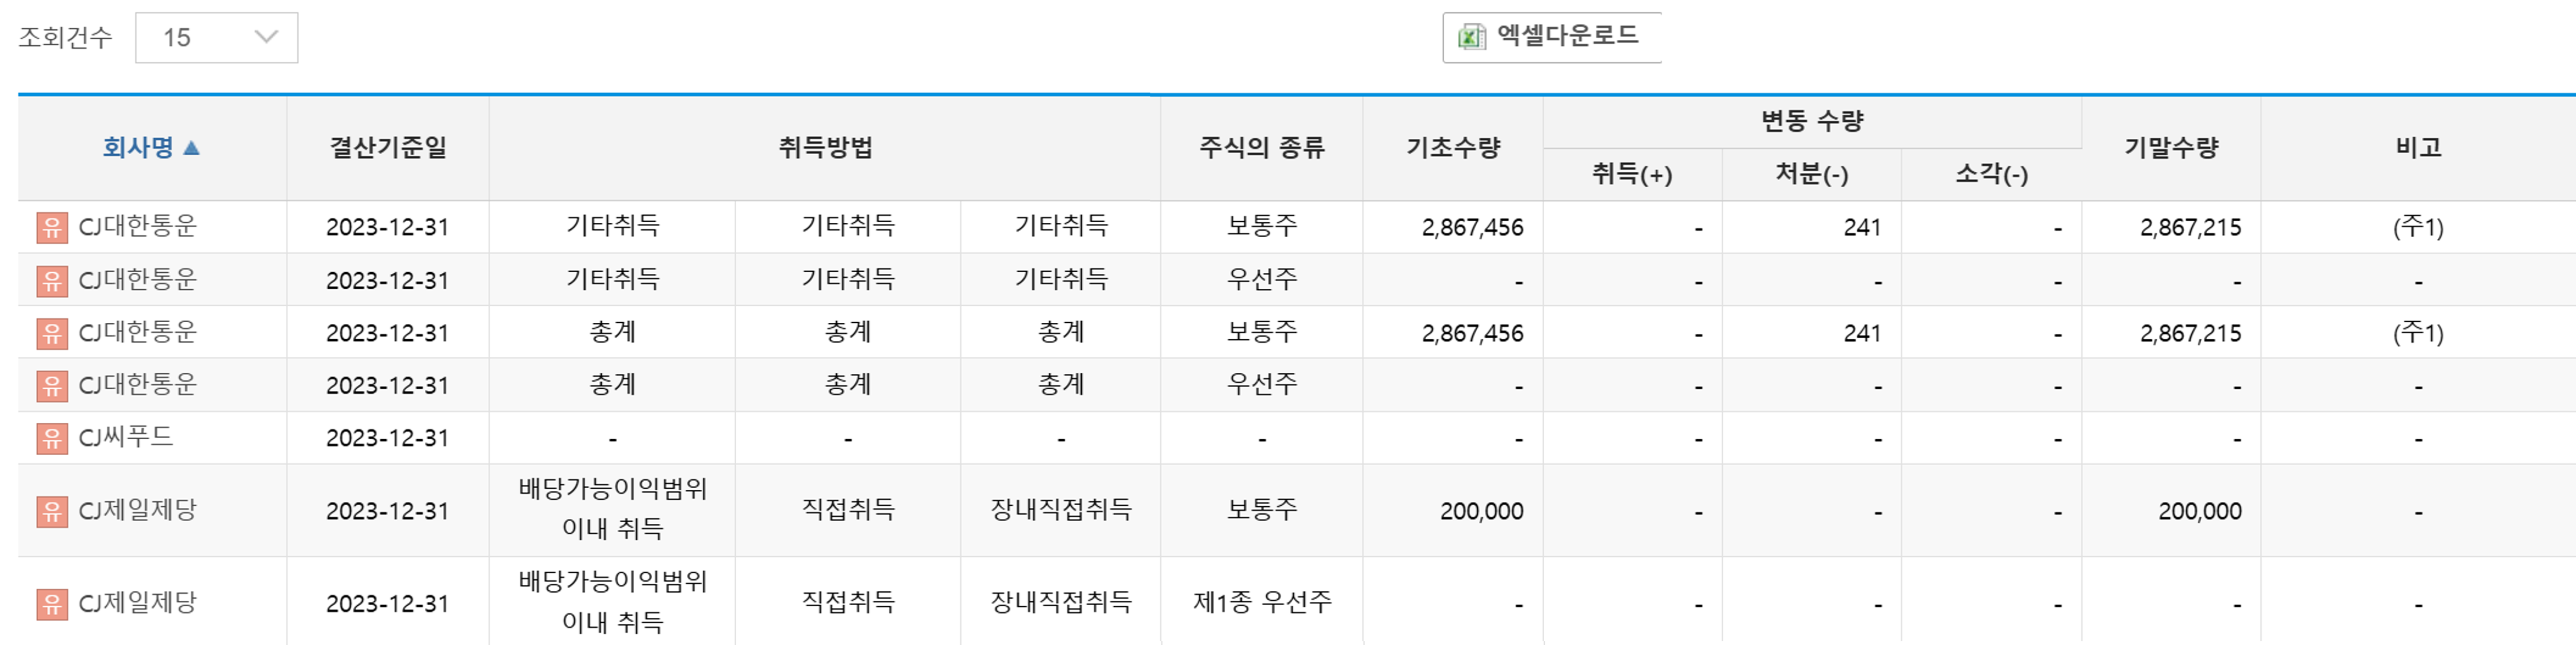 조회건수 15 엑셀다운로드
회사명▲ 결산기준일 취득방법 주식의 종류 기초수량 변동 수량 기말수량 비고
취득(+) 처분(-) 소각(-)
유 CJ대한통운 2023-12-31 기타취득 기타취득 기타취득 보통주 2,867,456 - 241 - 2,867,215 (주1)
유 CJ대한통운 2023-12-31 기타취득 기타취득 기타취득 우선주 - - - - - -
유 CJ대한통운 2023-12-31 총계 총계 총계 보통주 2,867,456 - 241 - 2,867,215 (주1)
유 CJ대한통운 2023-12-31 총계 총계 총계 우선주 - - - - - -
유 CJ씨푸드 2023-12-31 - - - - - - - - - -
유 CJ제일제당 2023-12-31 배당가능이익범위 이내 취득 직접취득 장내직접취득 보통주 200,000 - - - 200,000 -
유 CJ제일제당 2023-12-31 배당가능이익범위 이내 취득 직접취득 장내직접취득 제1종 우선주 - - - - - -